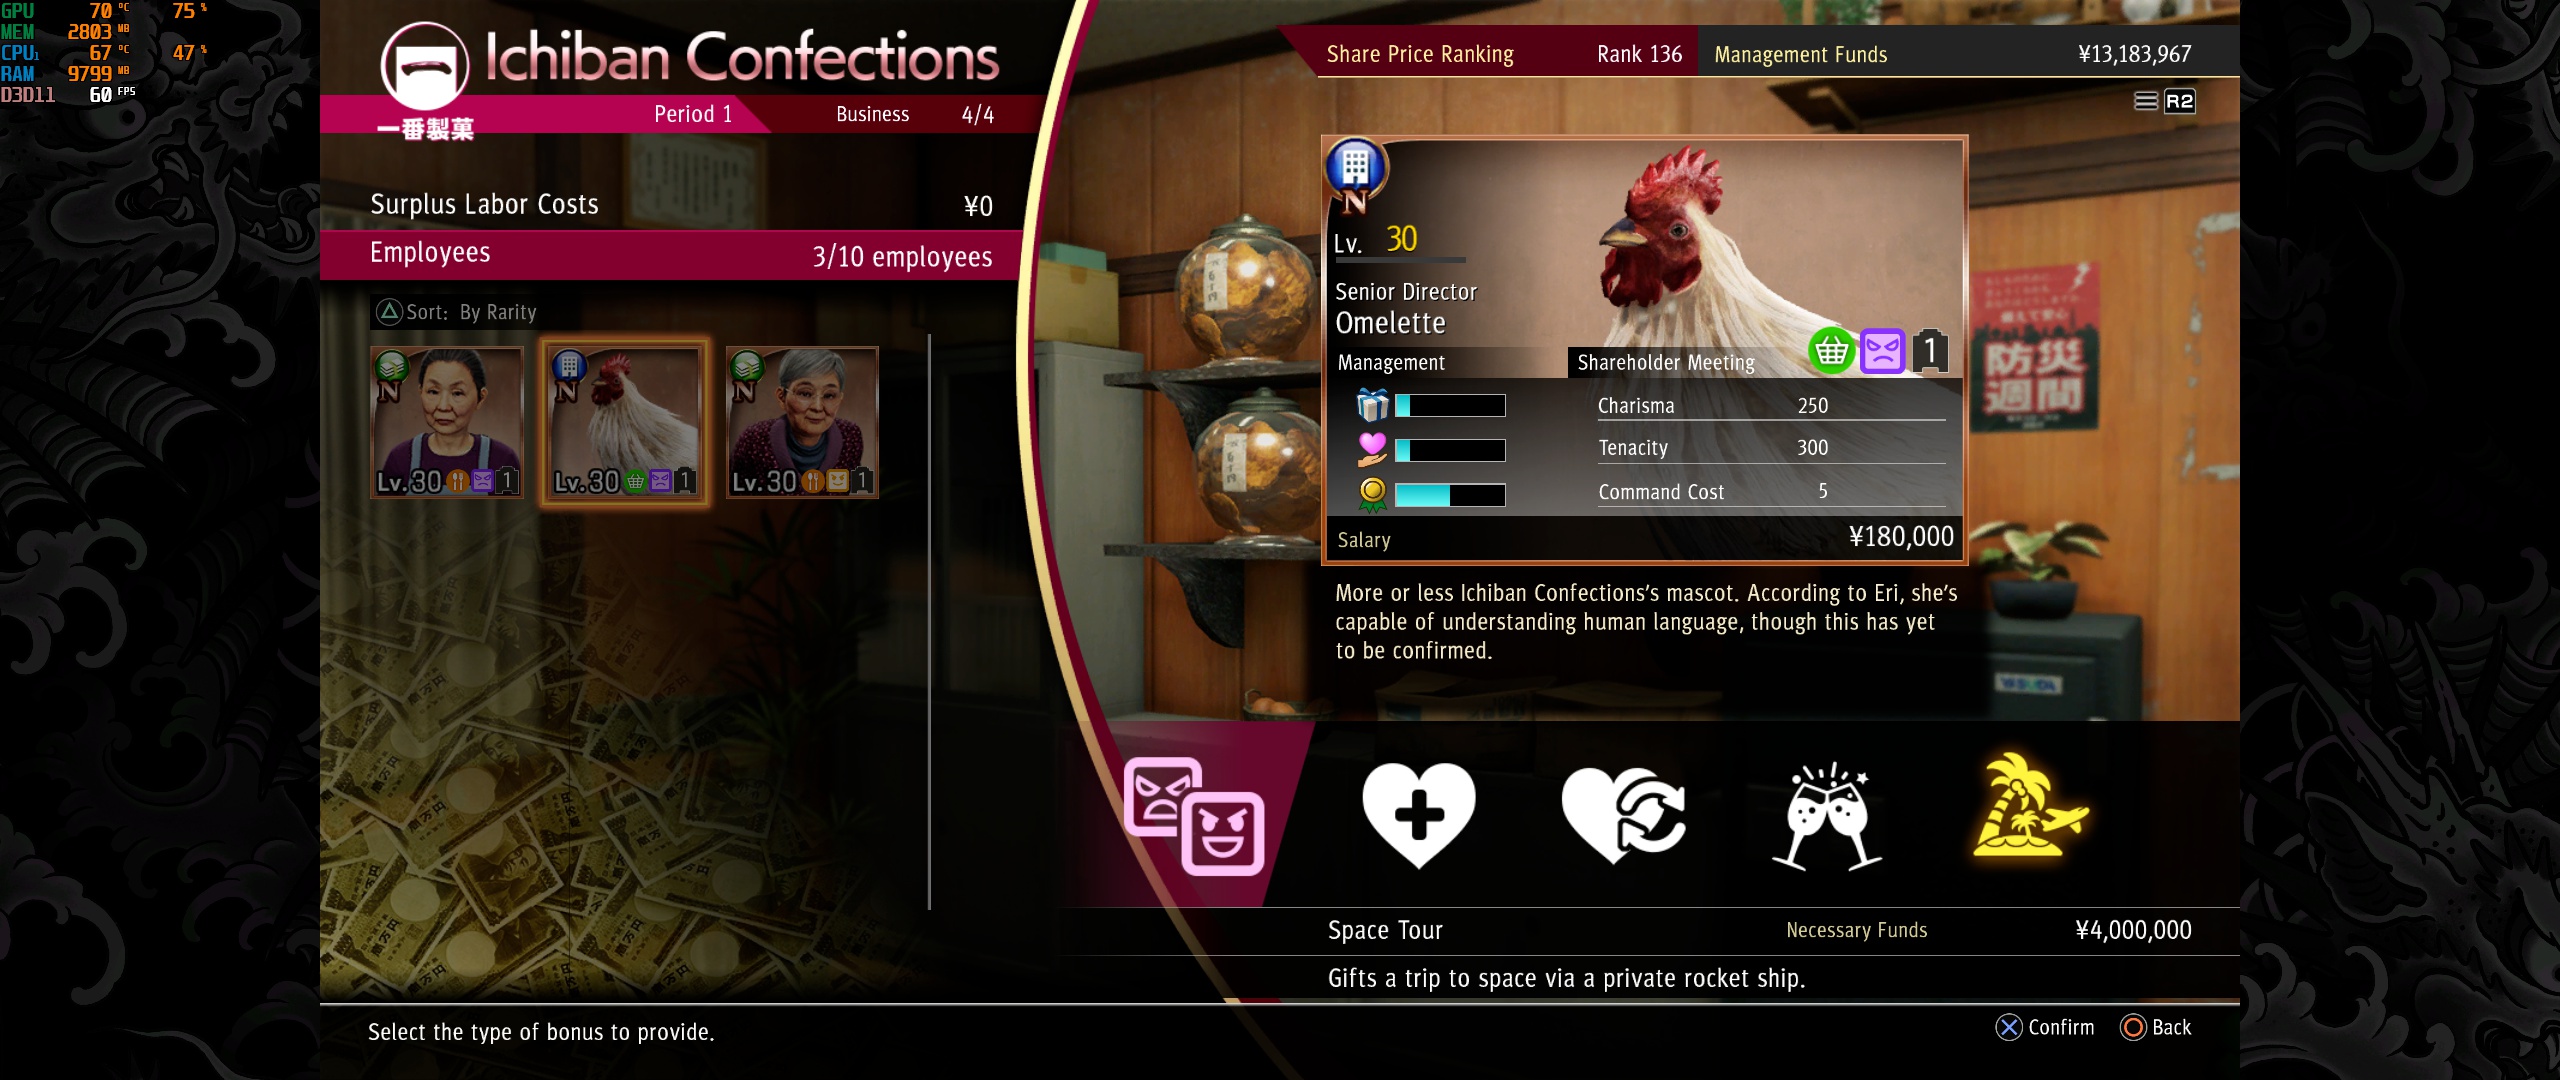 GPU 70 °C 75 %
MEM 2803 MB
CPU1 67 °C 47 %
RAM 9799 MB
D3D11 60 FPS
Ichiban Confections
一番製菓
Period 1 Business 4/4
Share Price Ranking Rank 136 Management Funds ¥13,183,967
R2
Surplus Labor Costs ¥0
Employees 3/10 employees
Sort: By Rarity
N N N
Lv.30 1 Lv.30 1 Lv.30 1
N
Lv. 30
Senior Director
Omelette
Management Shareholder Meeting 1
Charisma 250
Tenacity 300
Command Cost 5
Salary ¥180,000
More or less Ichiban Confections's mascot. According to Eri, she's
capable of understanding human language, though this has yet
to be confirmed.
防災
週間
Space Tour Necessary Funds ¥4,000,000
Gifts a trip to space via a private rocket ship.
Select the type of bonus to provide.
Confirm Back